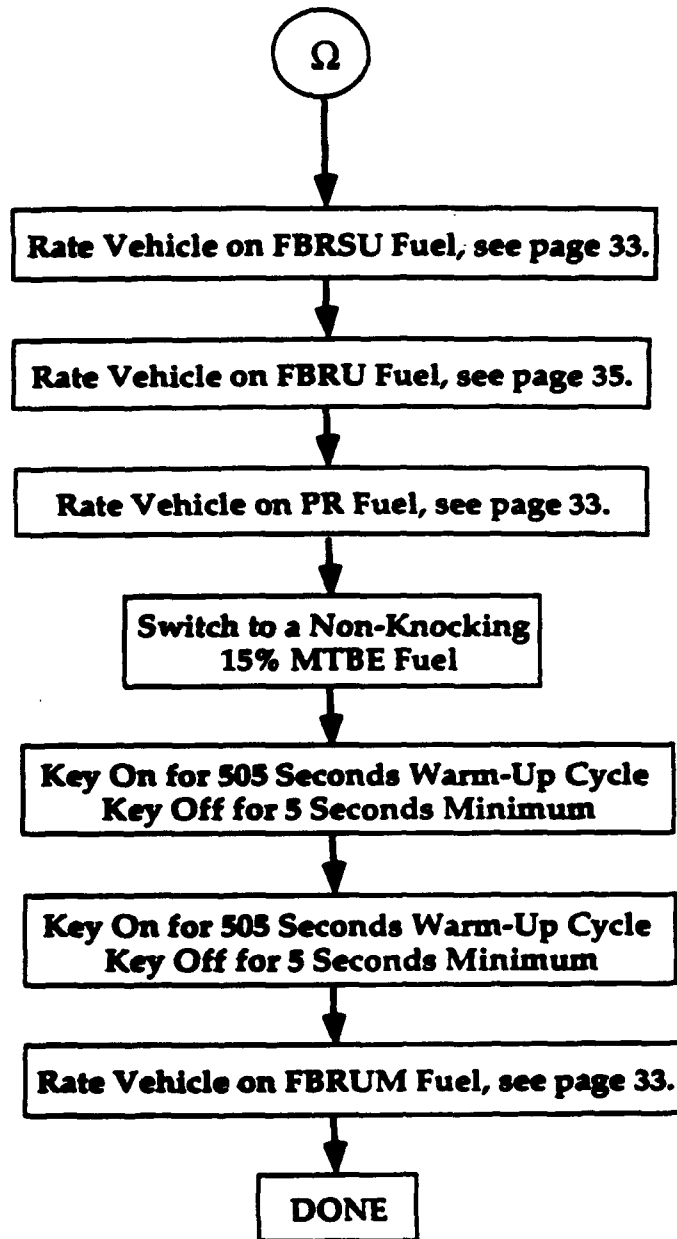 Ω
Rate Vehicle on FBRSU Fuel, see page 33.
Rate Vehicle on FBRU Fuel, see page 35.
Rate Vehicle on PR Fuel, see page 33.
Switch to a Non-Knocking
15% MTBE Fuel
Key On for 505 Seconds Warm-Up Cycle
Key Off for 5 Seconds Minimum
Key On for 505 Seconds Warm-Up Cycle
Key Off for 5 Seconds Minimum
Rate Vehicle on FBRUM Fuel, see page 33.
DONE